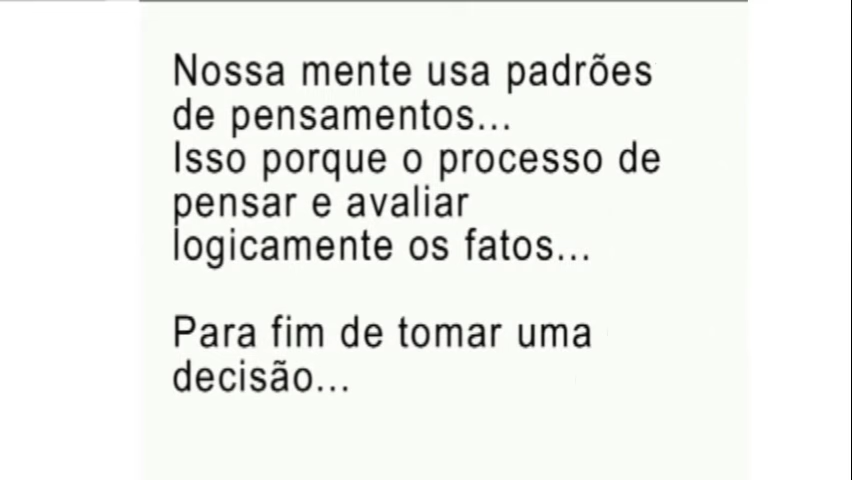 Nossa mente usa padrões
de pensamentos...
Isso porque o processo de
pensar e avaliar
logicamente os fatos...
Para fim de tomar uma
decisão...